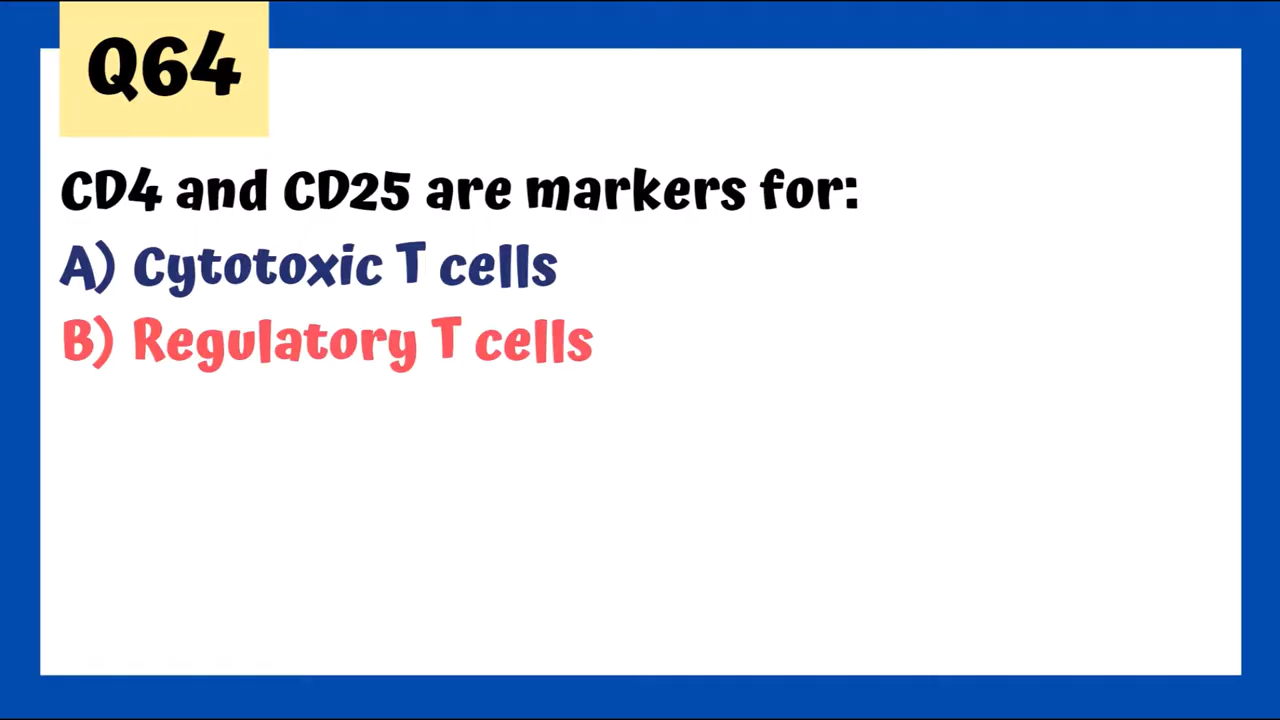 Q64
CD4 and CD25 are markers for:
A) Cytotoxic T cells
B) Regulatory T cells